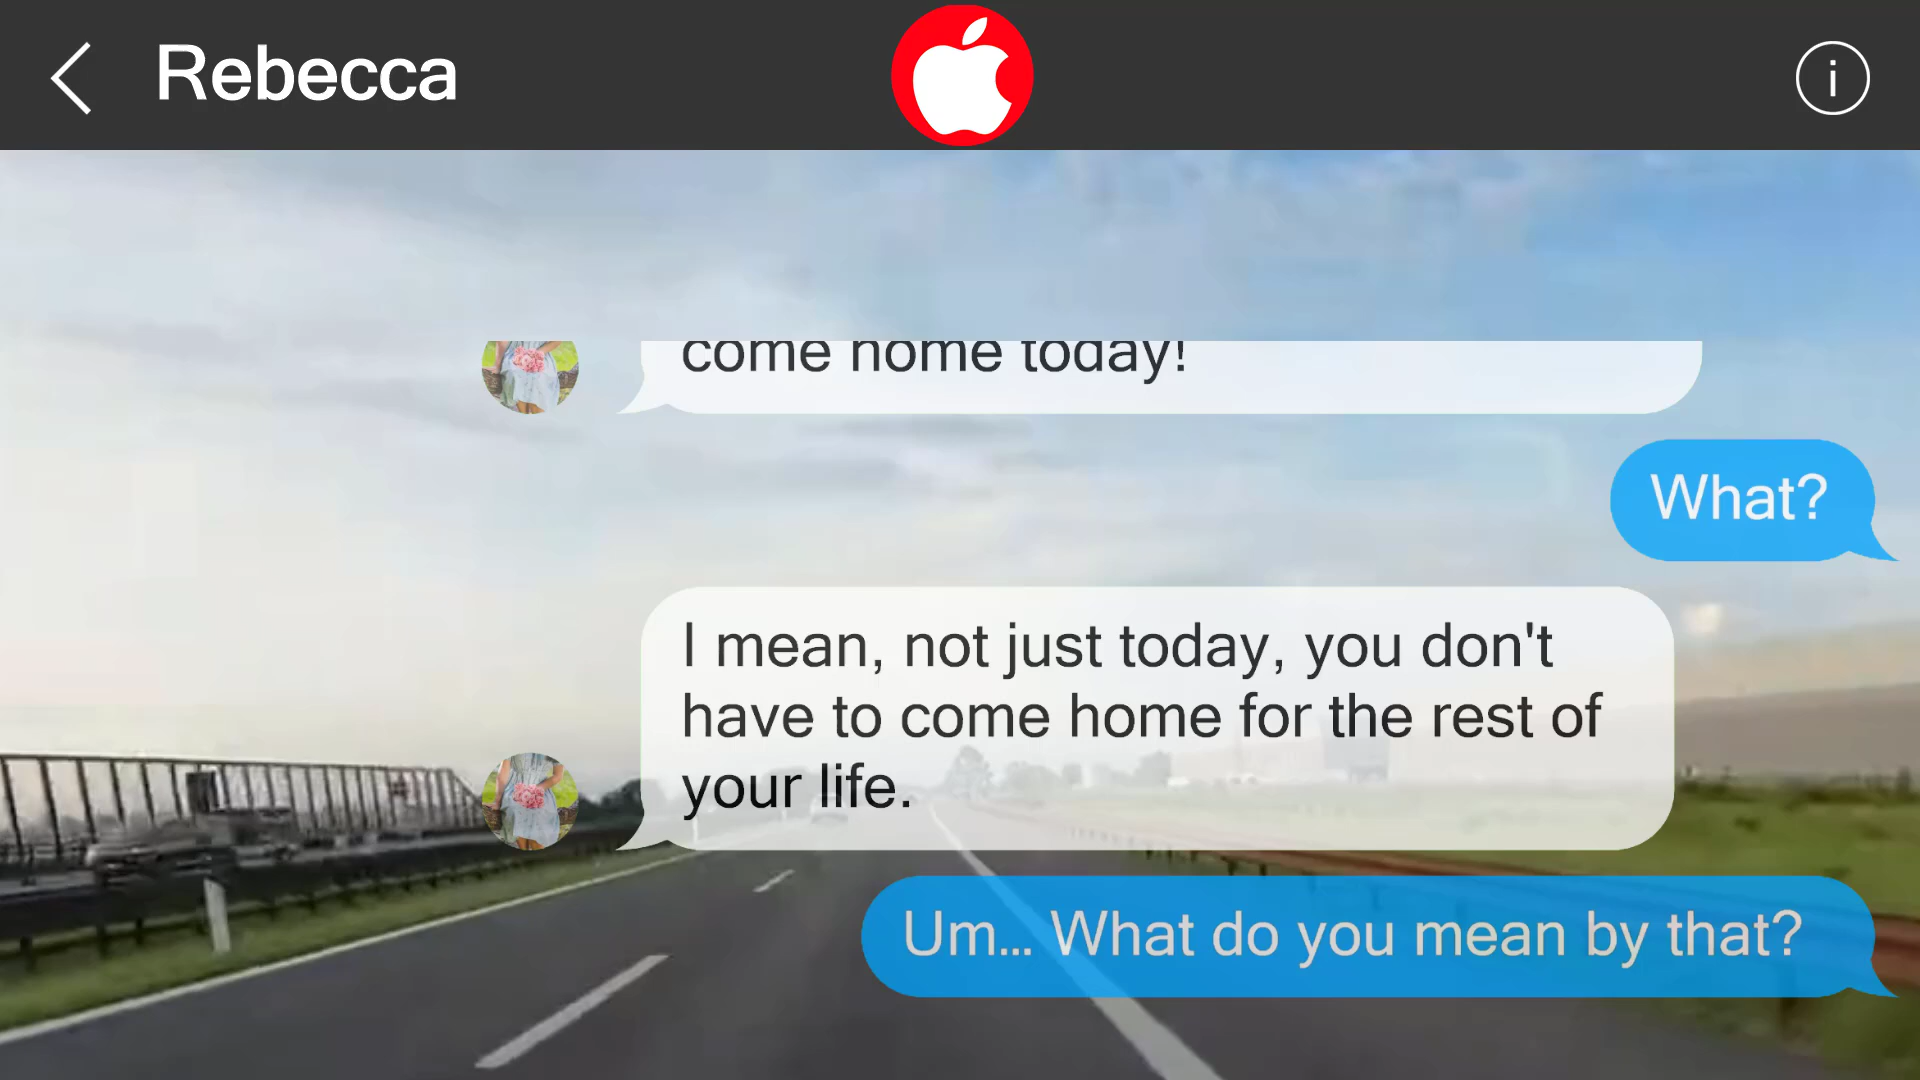 Rebecca
come home today!
What?
I mean, not just today, you don't
have to come home for the rest of
your life.
Um... What do you mean by that?